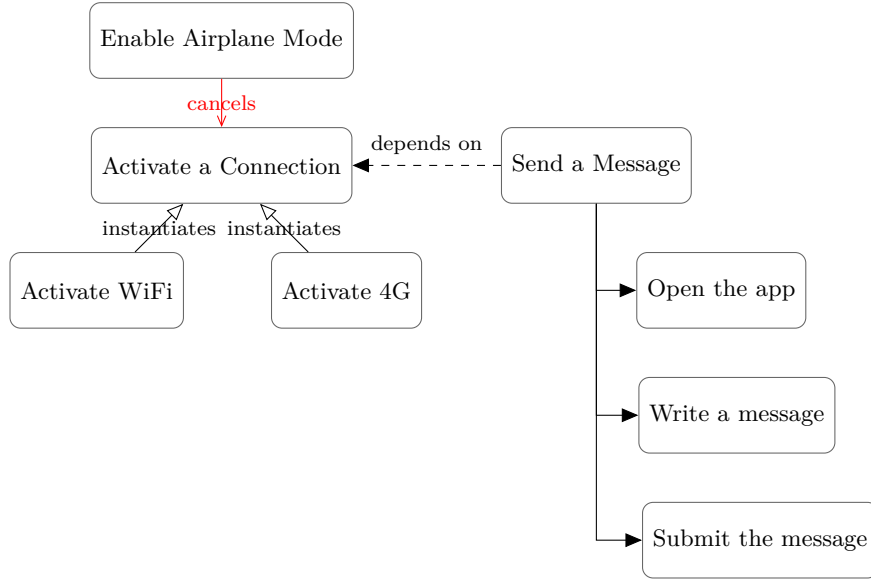 Enable Airplane Mode
cancels
depends on
Activate a Connection
Send a Message
instantiates
instantiates
Activate WiFi
Activate 4G
Open the app
Write a message
Submit the message